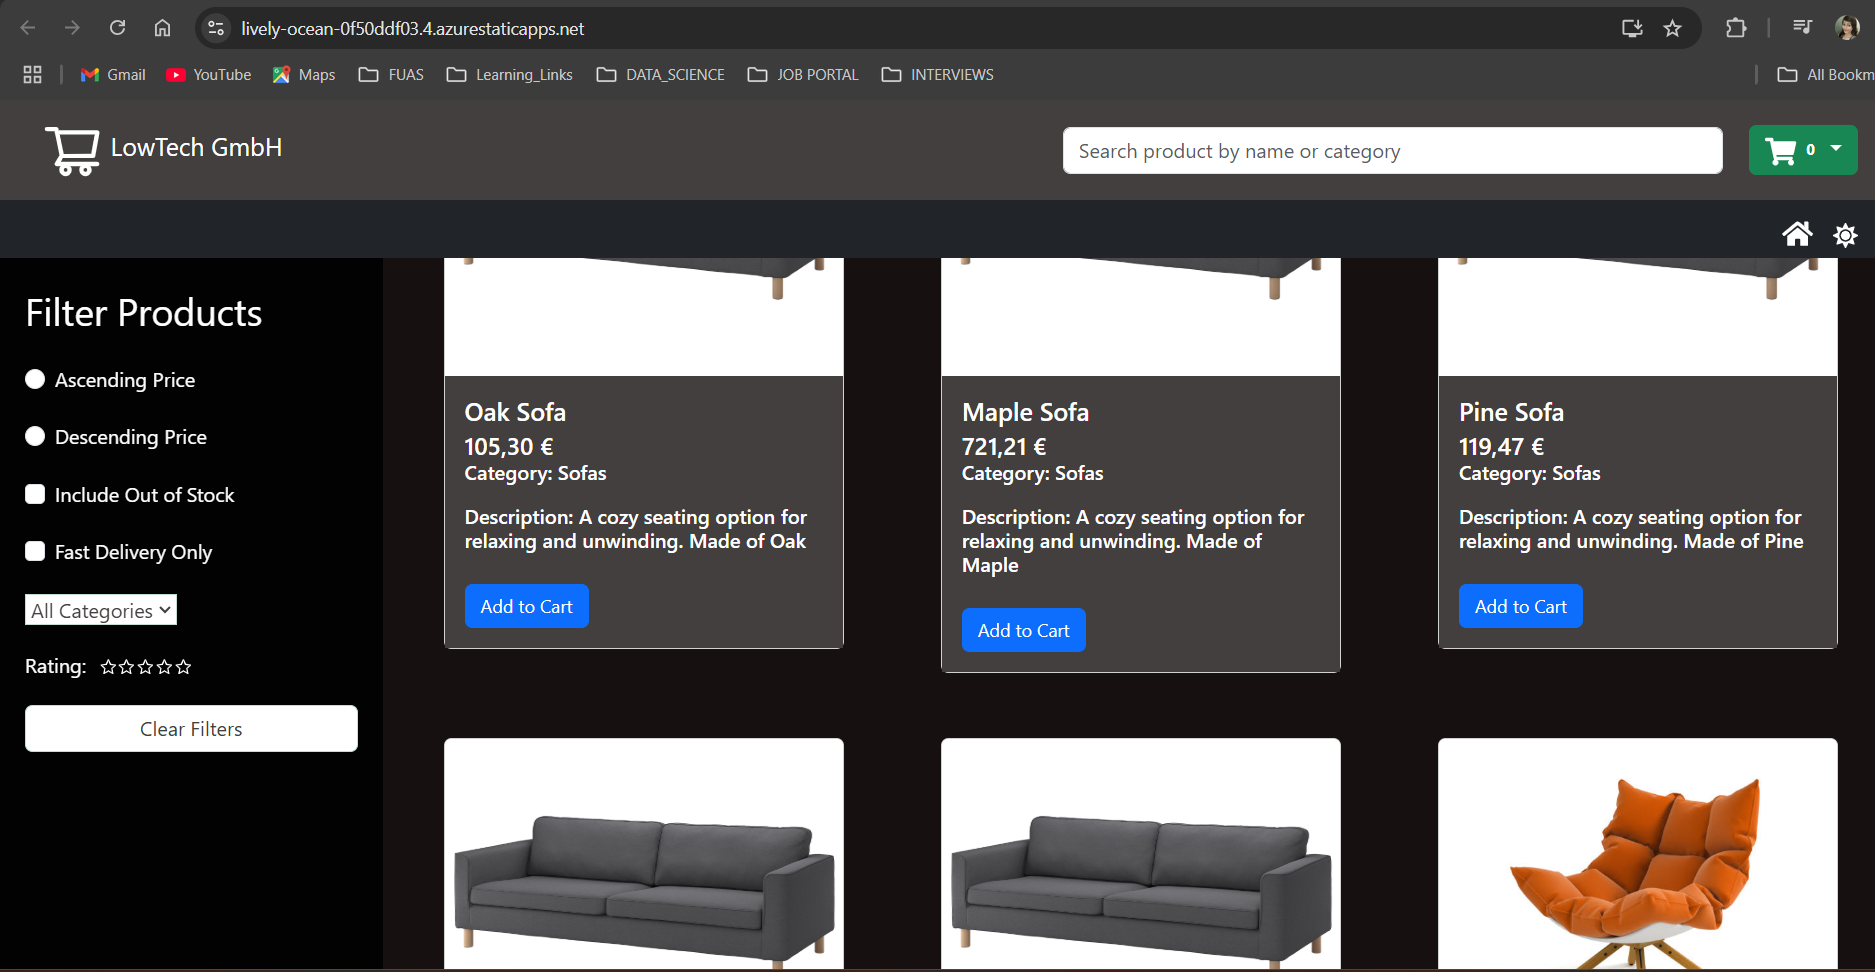 lively-ocean-0f50ddf03.4.azurestaticapps.net
Gmail
YouTube
Maps
FUAS
Learning_Links
DATA_SCIENCE
JOB PORTAL
INTERVIEWS
All Bookm
LowTech GmbH
Search product by name or category
0
Filter Products
Ascending Price
Descending Price
Include Out of Stock
Fast Delivery Only
All Categories
Rating:
Clear Filters
Oak Sofa
105,30 €
Category: Sofas
Description: A cozy seating option for
relaxing and unwinding. Made of Oak
Add to Cart
Maple Sofa
721,21 €
Category: Sofas
Description: A cozy seating option for
relaxing and unwinding. Made of
Maple
Add to Cart
Pine Sofa
119,47 €
Category: Sofas
Description: A cozy seating option for
relaxing and unwinding. Made of Pine
Add to Cart